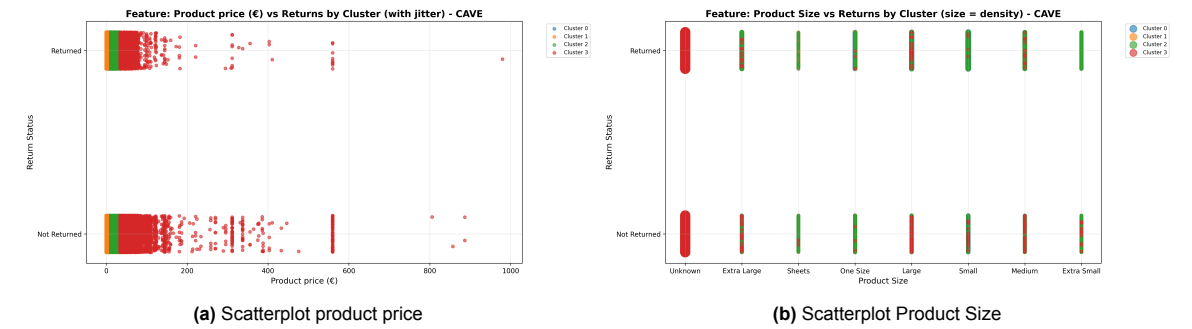 Feature: Product price (€) vs Returns by Cluster (with jitter) - CAVE
Cluster 0
Cluster 1
Cluster 2
Cluster 3
Returned
Return Status
Not Returned
0
200
400
600
800
1000
Product price (€)
(a) Scatterplot product price
Feature: Product Size vs Returns by Cluster (size = density) - CAVE
Cluster 0
Cluster 1
Cluster 2
Cluster 3
Returned
Return Status
Not Returned
Unknown
Extra Large
Sheets
One Size
Large
Small
Medium
Extra Small
Product Size
(b) Scatterplot Product Size